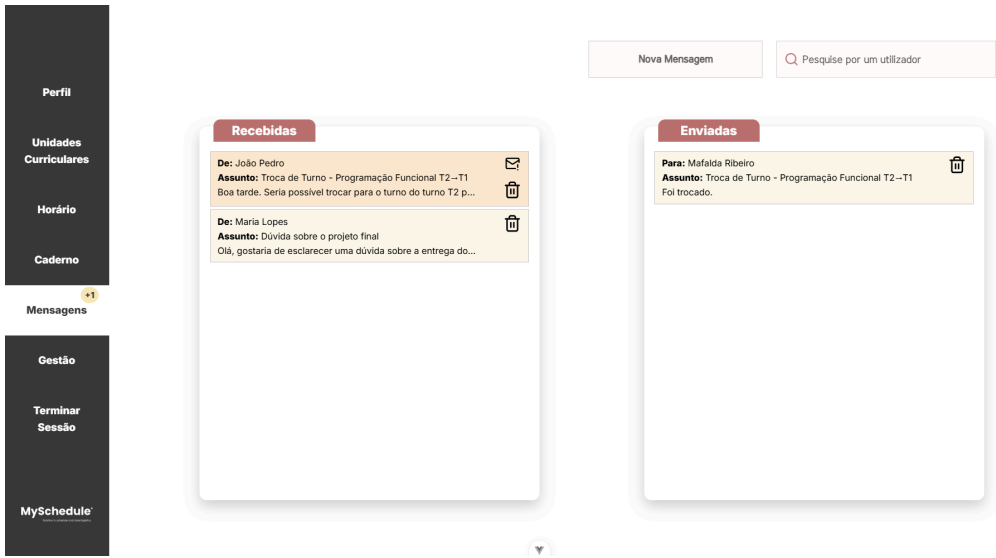 Perfil
Unidades
Curriculares
Horário
Caderno
+1
Mensagens
Gestão
Terminar
Sessão
MySchedule
Nova Mensagem
Pesquise por um utilizador
Recebidas
De: João Pedro
Assunto: Troca de Turno - Programação Funcional T2→T1
Boa tarde. Seria possível trocar para o turno do turno T2 p...
De: Maria Lopes
Assunto: Dúvida sobre o projeto final
Olá, gostaria de esclarecer uma dúvida sobre a entrega do...
Enviadas
Para: Mafalda Ribeiro
Assunto: Troca de Turno - Programação Funcional T2→T1
Foi trocado.